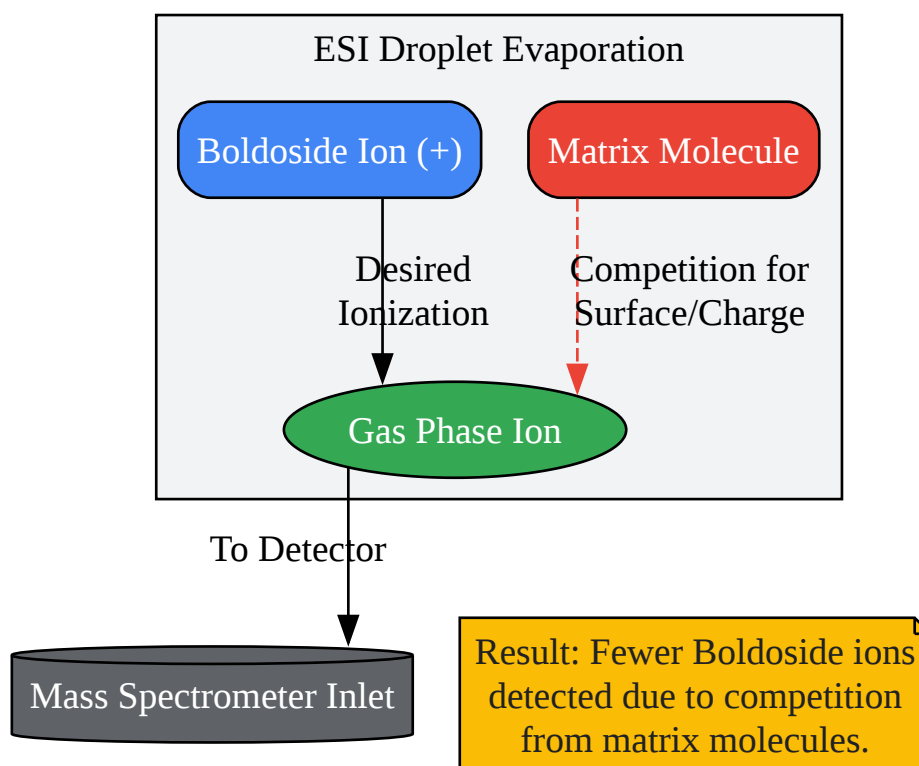 ESI Droplet Evaporation
Boldoside Ion (+)
Matrix Molecule
Desired
Ionization
Competition for
Surface/Charge
Gas Phase Ion
To Detector
Mass Spectrometer Inlet
Result: Fewer Boldoside ions
detected due to competition
from matrix molecules.